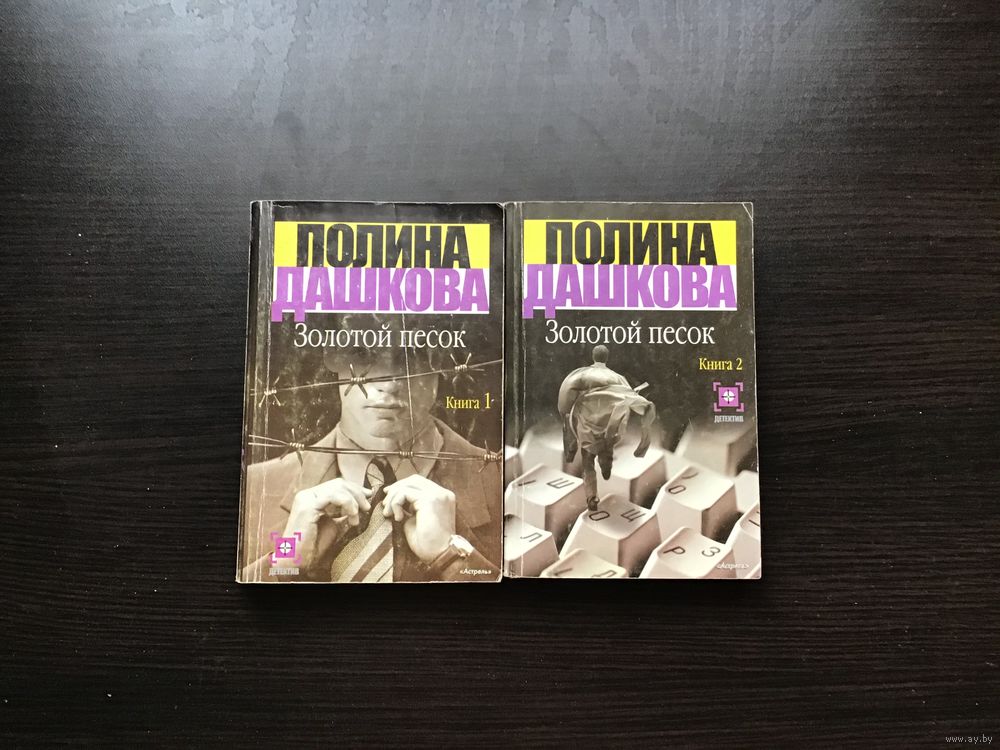 ПОЛИНА
ДАШКОВА
Золотой песок
Книга 1
ДЕТЕКТИВ
«Астрель»
ПОЛИНА
ДАШКОВА
Золотой песок
Книга 2
ДЕТЕКТИВ
Ш
О
О
Щ
Л
Р
З
«Астрель»
www.ay.by